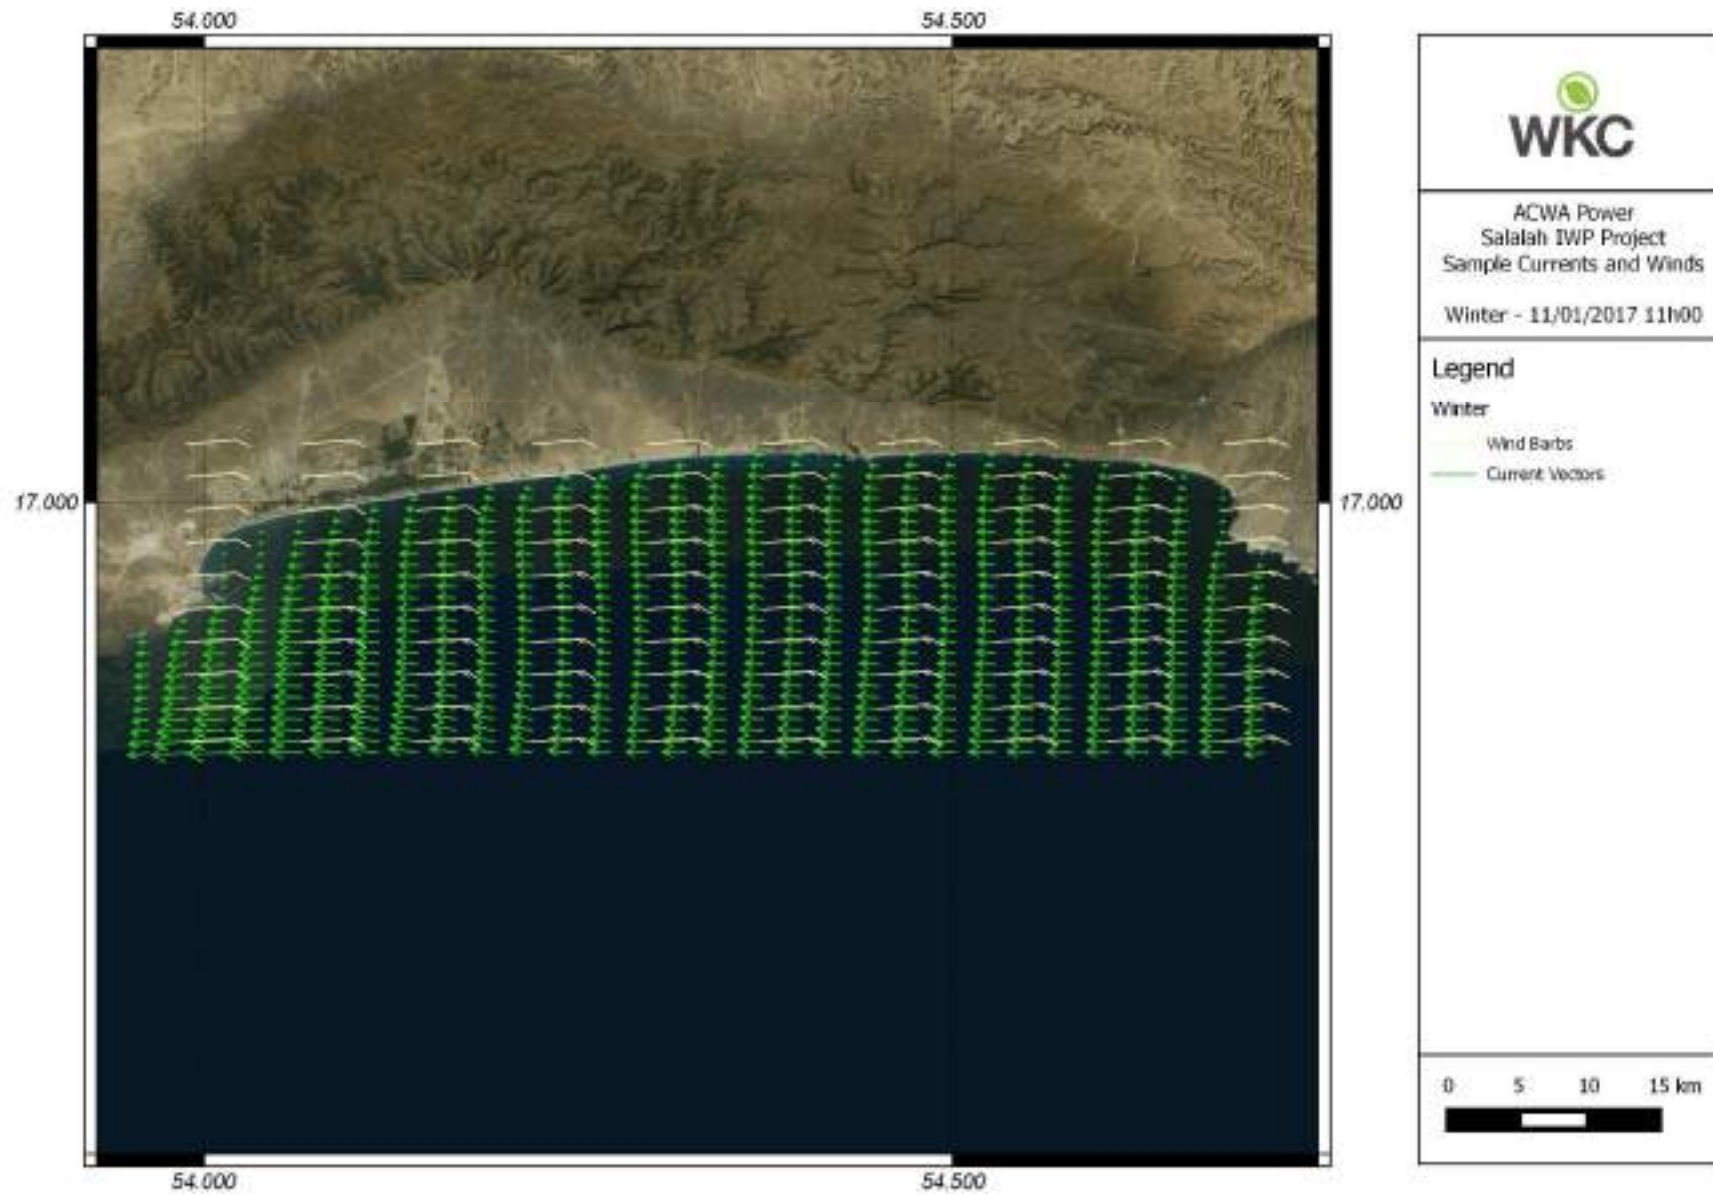 54.000
54.500
17.000
17.000
54.000
54.500
WKC
ACWA Power
Salalah IWP Project
Sample Currents and Winds
Winter - 11/01/2017 11h00
Legend
Winter
Wind Barbs
Current Vectors
0 5 10 15 km